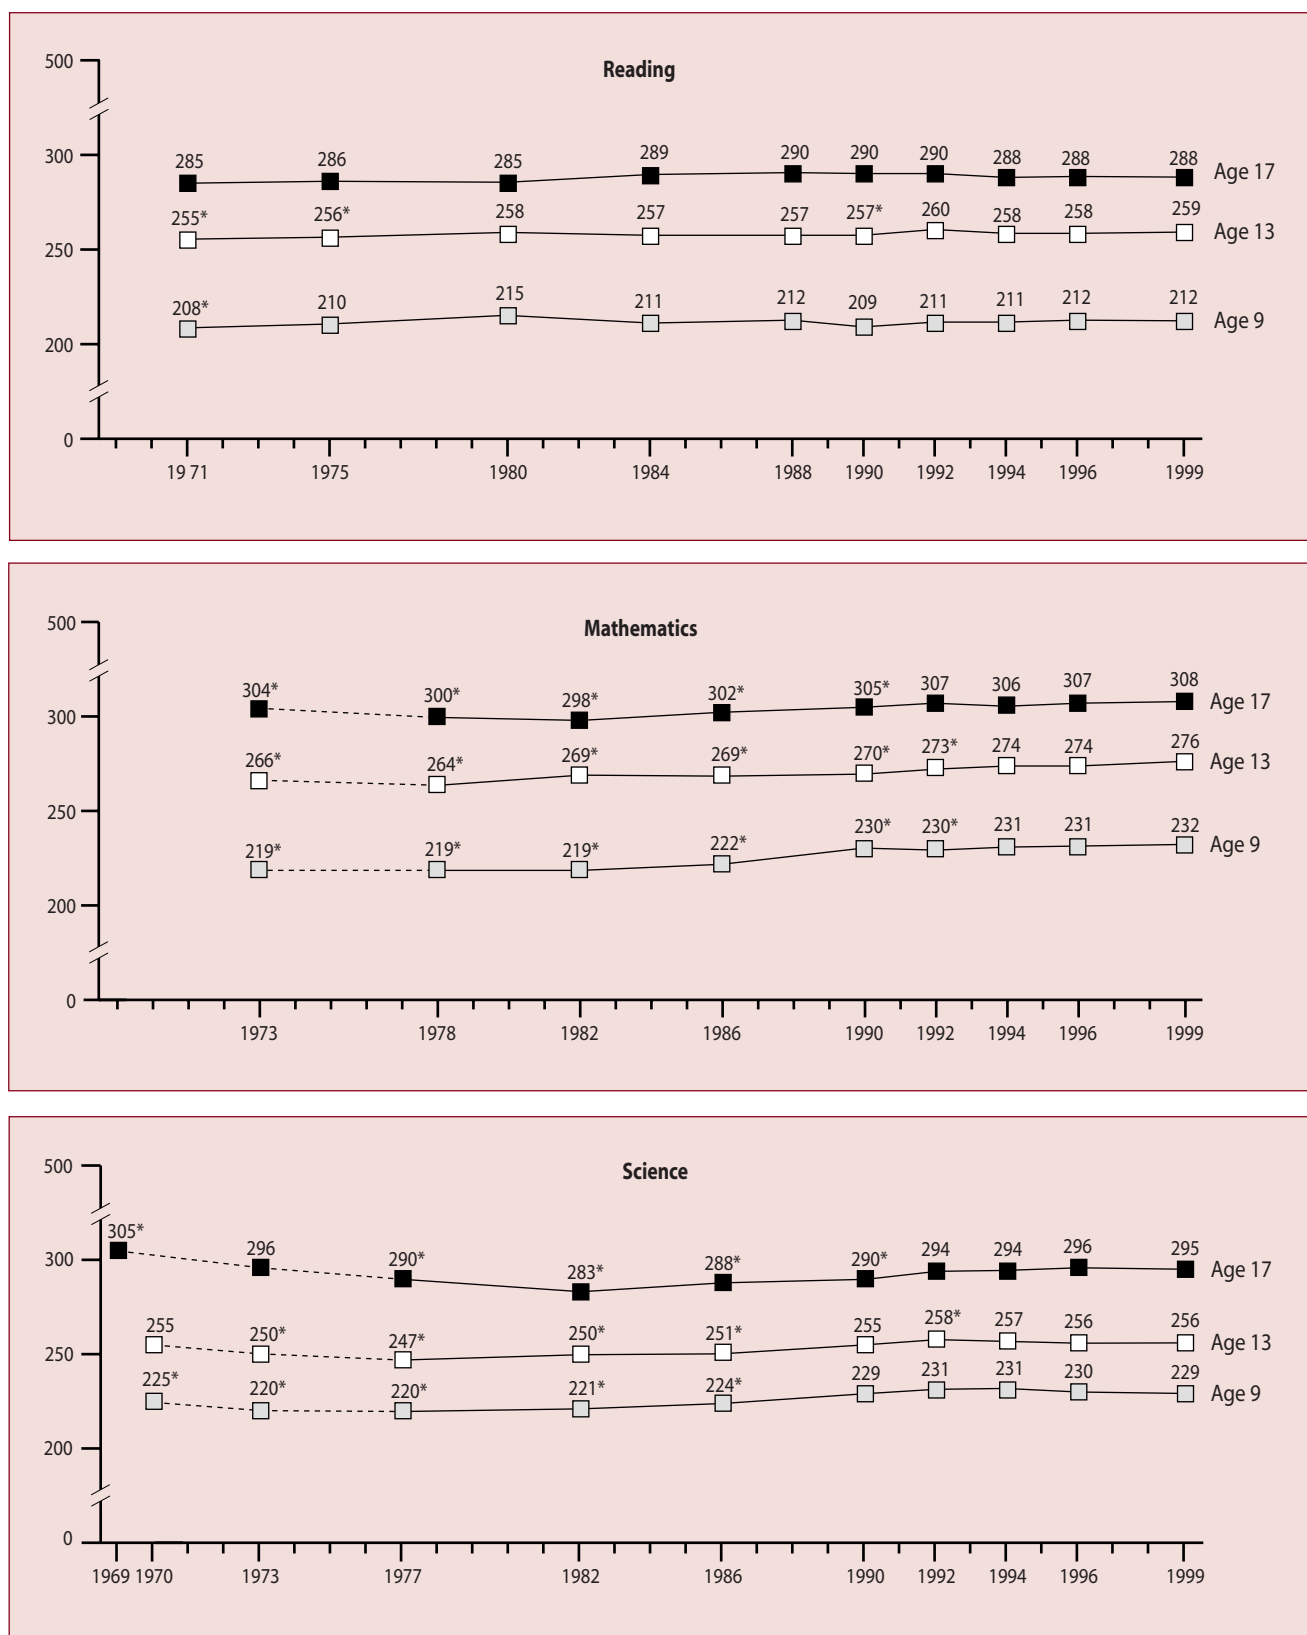 Reading
500
285 286 285 289 290 290 290 288 288 288
300
Age 17
255* 256* 258 257 257 257* 260 258 258 259
Age 13
250
208* 210 215 211 212 209 211 211 212 212
Age 9
200
0
1971 1975 1980 1984 1988 1990 1992 1994 1996 1999
Mathematics
500
304* 300* 298* 302* 305* 307 306 307 308
Age 17
300
266* 264* 269* 269* 270* 273* 274 274 276
Age 13
250
219* 219* 219* 222* 230* 230* 231 231 232
Age 9
200
0
1973 1978 1982 1986 1990 1992 1994 1996 1999
Science
500
305* 296 290* 283* 288* 290* 294 294 296 295
300
Age 17
255 250* 247* 250* 251* 255 258* 257 256 256
250
Age 13
225* 220* 220* 221* 224* 229 231 231 230 229
Age 9
200
0
1969 1970 1973 1977 1982 1986 1990 1992 1994 1996 1999